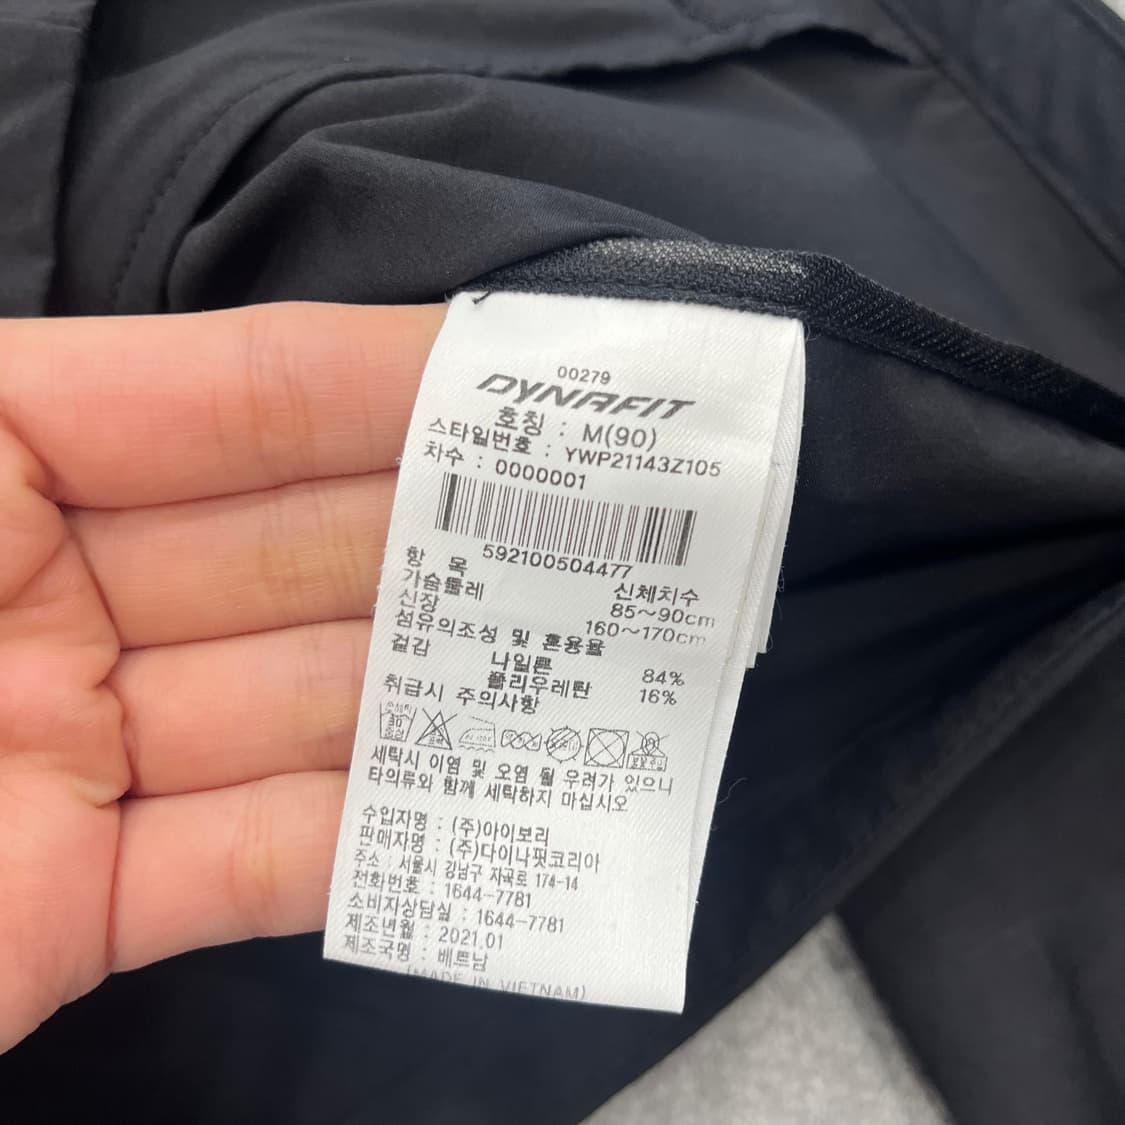 00279
DYNAFIT
호칭 : M(90)
스타일번호 : YWP21143Z105
차수 : 0000001
592100504477
항 목 신체치수
가슴둘레 85~90cm
신장 160~170cm
섬유의조성 및 혼용율
겉감 나일론 84%
폴리우레탄 16%
취급시 주의사항
세탁시 이염 및 오염 될 우려가 있으니
타의류와 함께 세탁하지 마십시오
수입자명 : (주)아이보리
판매자명 : (주)다이나핏코리아
주소 : 서울시 강남구 자곡로 174-14
전화번호 : 1644-7781
소비자상담실 : 1644-7781
제조년월 : 2021.01
제조국명 : 베트남
(MADE IN VIETNAM)